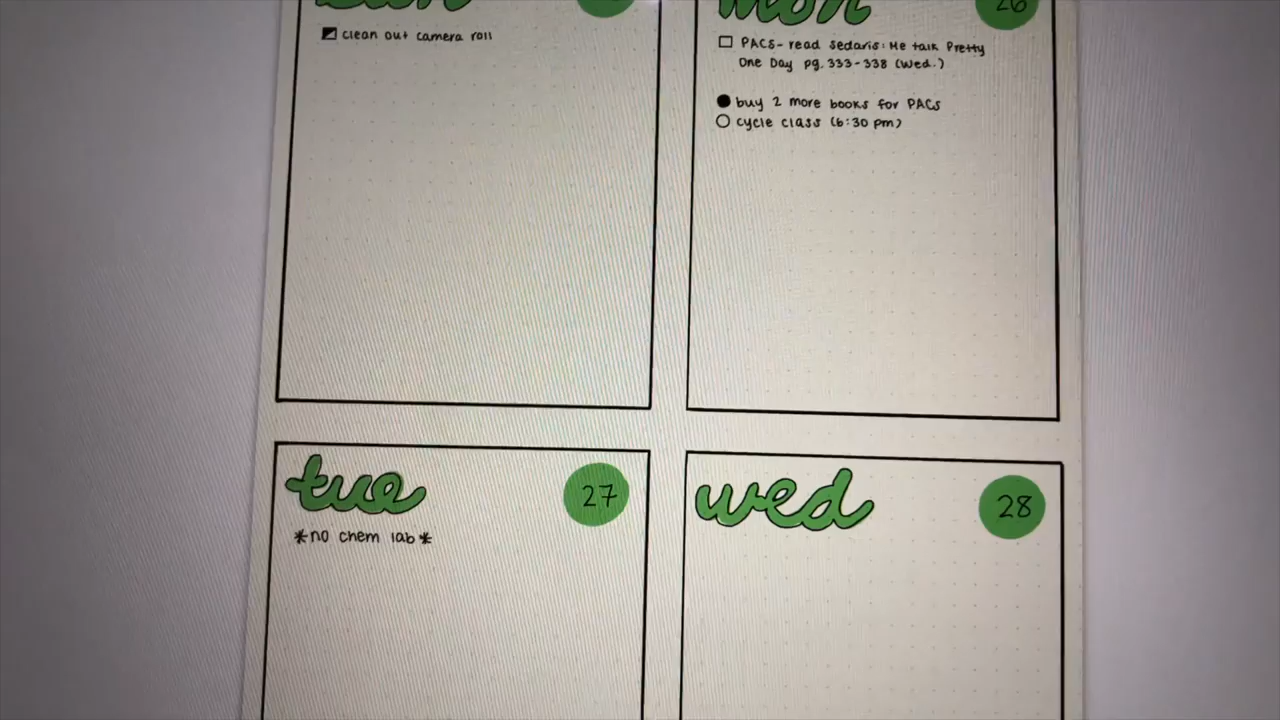 mon
26
clean out camera roll
PACS- read Sedaris: Me talk Pretty
One Day pg. 333-338 (Wed.)
buy 2 more books for PACs
cycle class (6:30 pm)
tue
27
wed
28
*no chem lab*